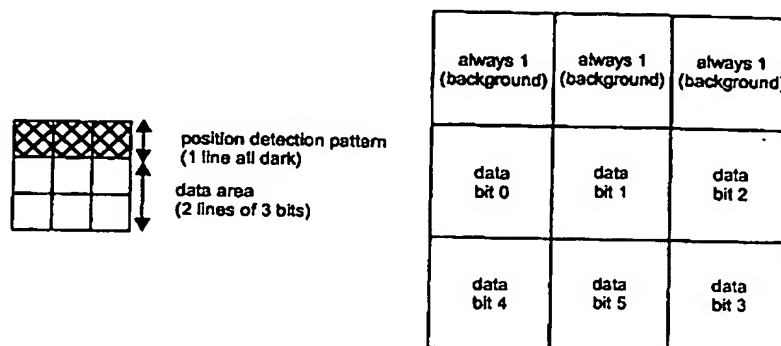 position detection pattern
(1 line all dark)
data area
(2 lines of 3 bits)
always 1
(background)
always 1
(background)
always 1
(background)
data
bit 0
data
bit 1
data
bit 2
data
bit 4
data
bit 5
data
bit 3